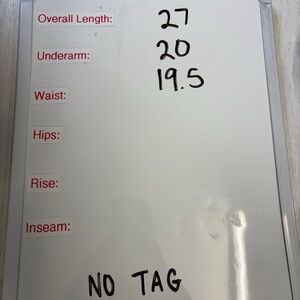 Overall Length: 27
Underarm: 20
19.5
Waist:
Hips:
Rise:
Inseam:
NO TAG